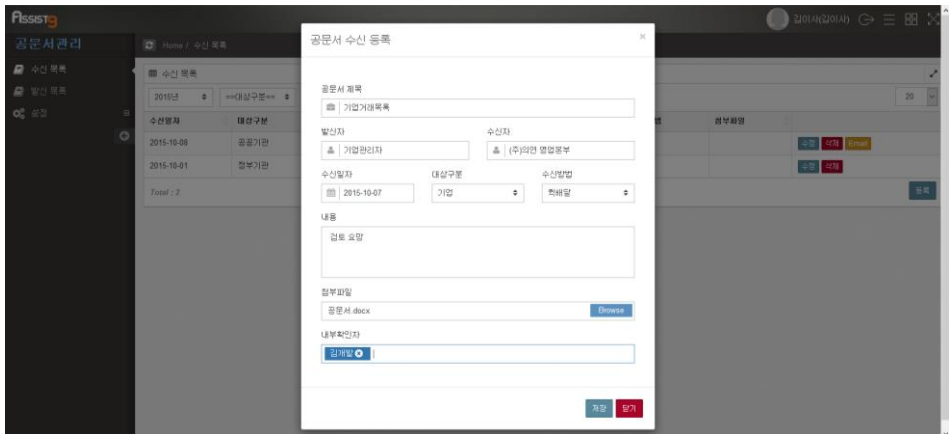 Assist9
김이사(김이사)
공문서관리
Home / 수신 목록
수신 목록
발신 목록
설정
수신 목록
2015년
==대상구분==
20
수신일자 대상구분 첨부파일
2015-10-08 공공기관 수정 삭제 Email
2015-10-01 정부기관 수정 삭제
Total : 2
등록
공문서 수신 등록
×
공문서 제목
기업거래목록
발신자 수신자
기업관리자 (주)의연 영업본부
수신일자 대상구분 수신방법
2015-10-07 기업 퀵배달
내용
검토 요망
첨부파일
공문서.docx Browse
내부확인자
김개발
저장 닫기